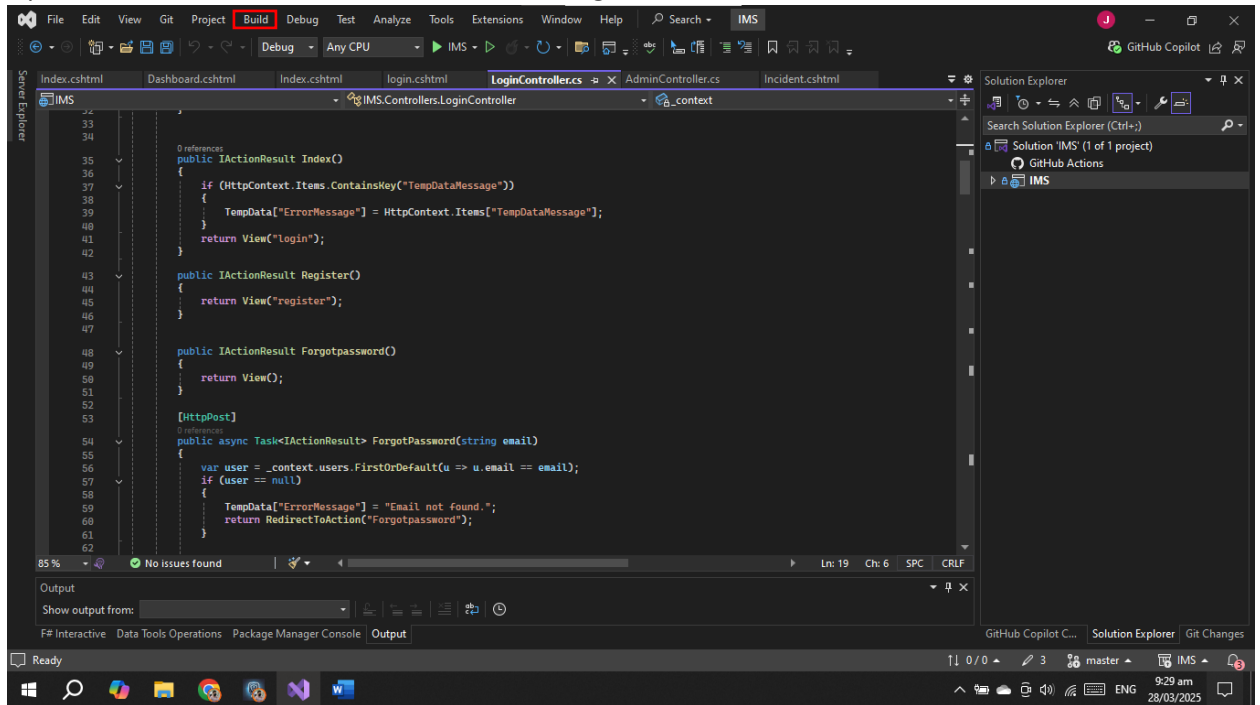 File Edit View Git Project Build Debug Test Analyze Tools Extensions Window Help Search IMS J
Debug Any CPU IMS GitHub Copilot
Server Explorer
Index.cshtml Dashboard.cshtml Index.cshtml login.cshtml LoginController.cs AdminController.cs Incident.cshtml
IMS IMS.Controllers.LoginController _context
32 }
33
34
0 references
35 public IActionResult Index()
36 {
37 if (HttpContext.Items.ContainsKey("TempDataMessage"))
38 {
39 TempData["ErrorMessage"] = HttpContext.Items["TempDataMessage"];
40 }
41 return View("login");
42 }
43 public IActionResult Register()
44 {
45 return View("register");
46 }
47
48 public IActionResult Forgotpassword()
49 {
50 return View();
51 }
52
53 [HttpPost]
0 references
54 public async Task<IActionResult> ForgotPassword(string email)
55 {
56 var user = _context.users.FirstOrDefault(u => u.email == email);
57 if (user == null)
58 {
59 TempData["ErrorMessage"] = "Email not found.";
60 return RedirectToAction("Forgotpassword");
61 }
62
85 % No issues found Ln: 19 Ch: 6 SPC CRLF
Output
Show output from:
F# Interactive Data Tools Operations Package Manager Console Output
Solution Explorer
Search Solution Explorer (Ctrl+;)
Solution 'IMS' (1 of 1 project)
GitHub Actions
IMS
GitHub Copilot C... Solution Explorer Git Changes
Ready 0 / 0 3 master IMS 3
ENG 9:29 am
28/03/2025